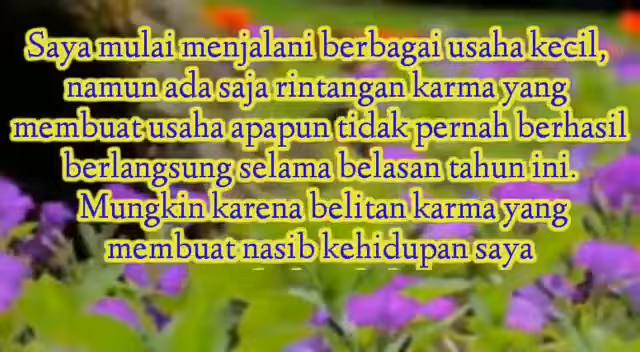 Saya mulai menjalani berbagai usaha kecil,
namun ada saja rintangan karma yang
membuat usaha apapun tidak pernah berhasil
berlangsung selama belasan tahun ini.
Mungkin karena belitan karma yang
membuat nasib kehidupan saya